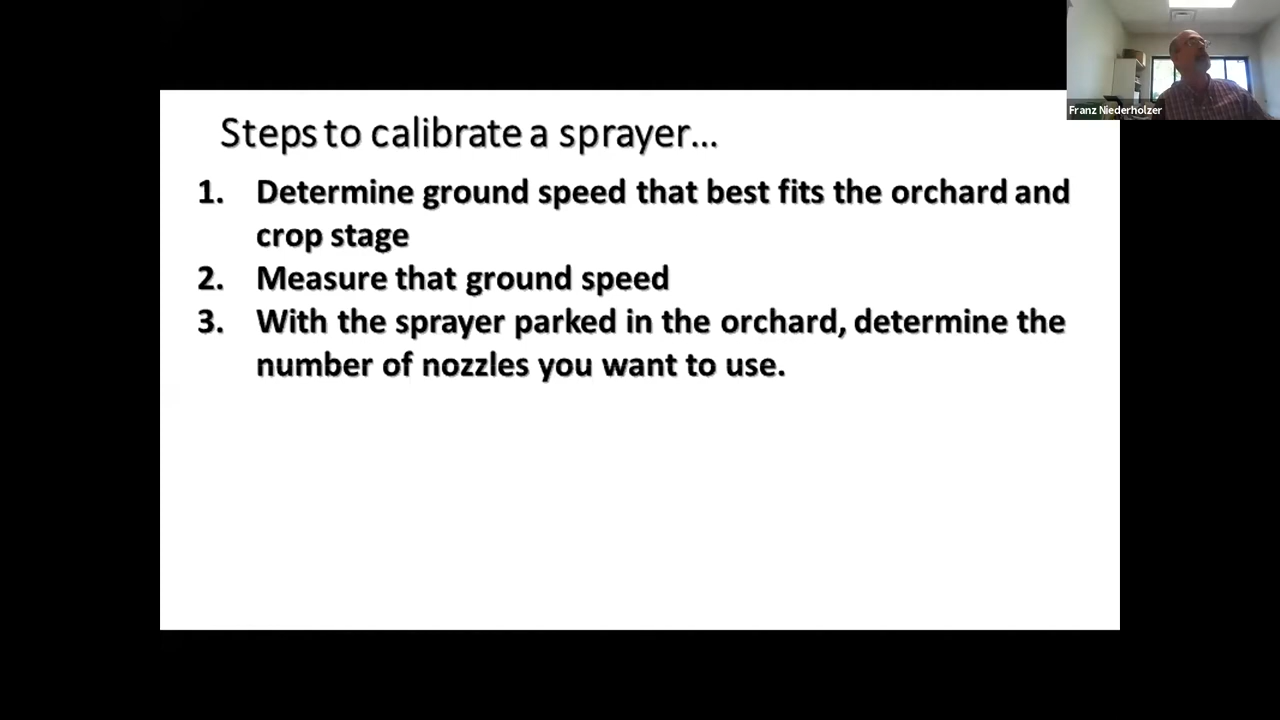 Franz Niederholzer
Steps to calibrate a sprayer...
1. Determine ground speed that best fits the orchard and
crop stage
2. Measure that ground speed
3. With the sprayer parked in the orchard, determine the
number of nozzles you want to use.